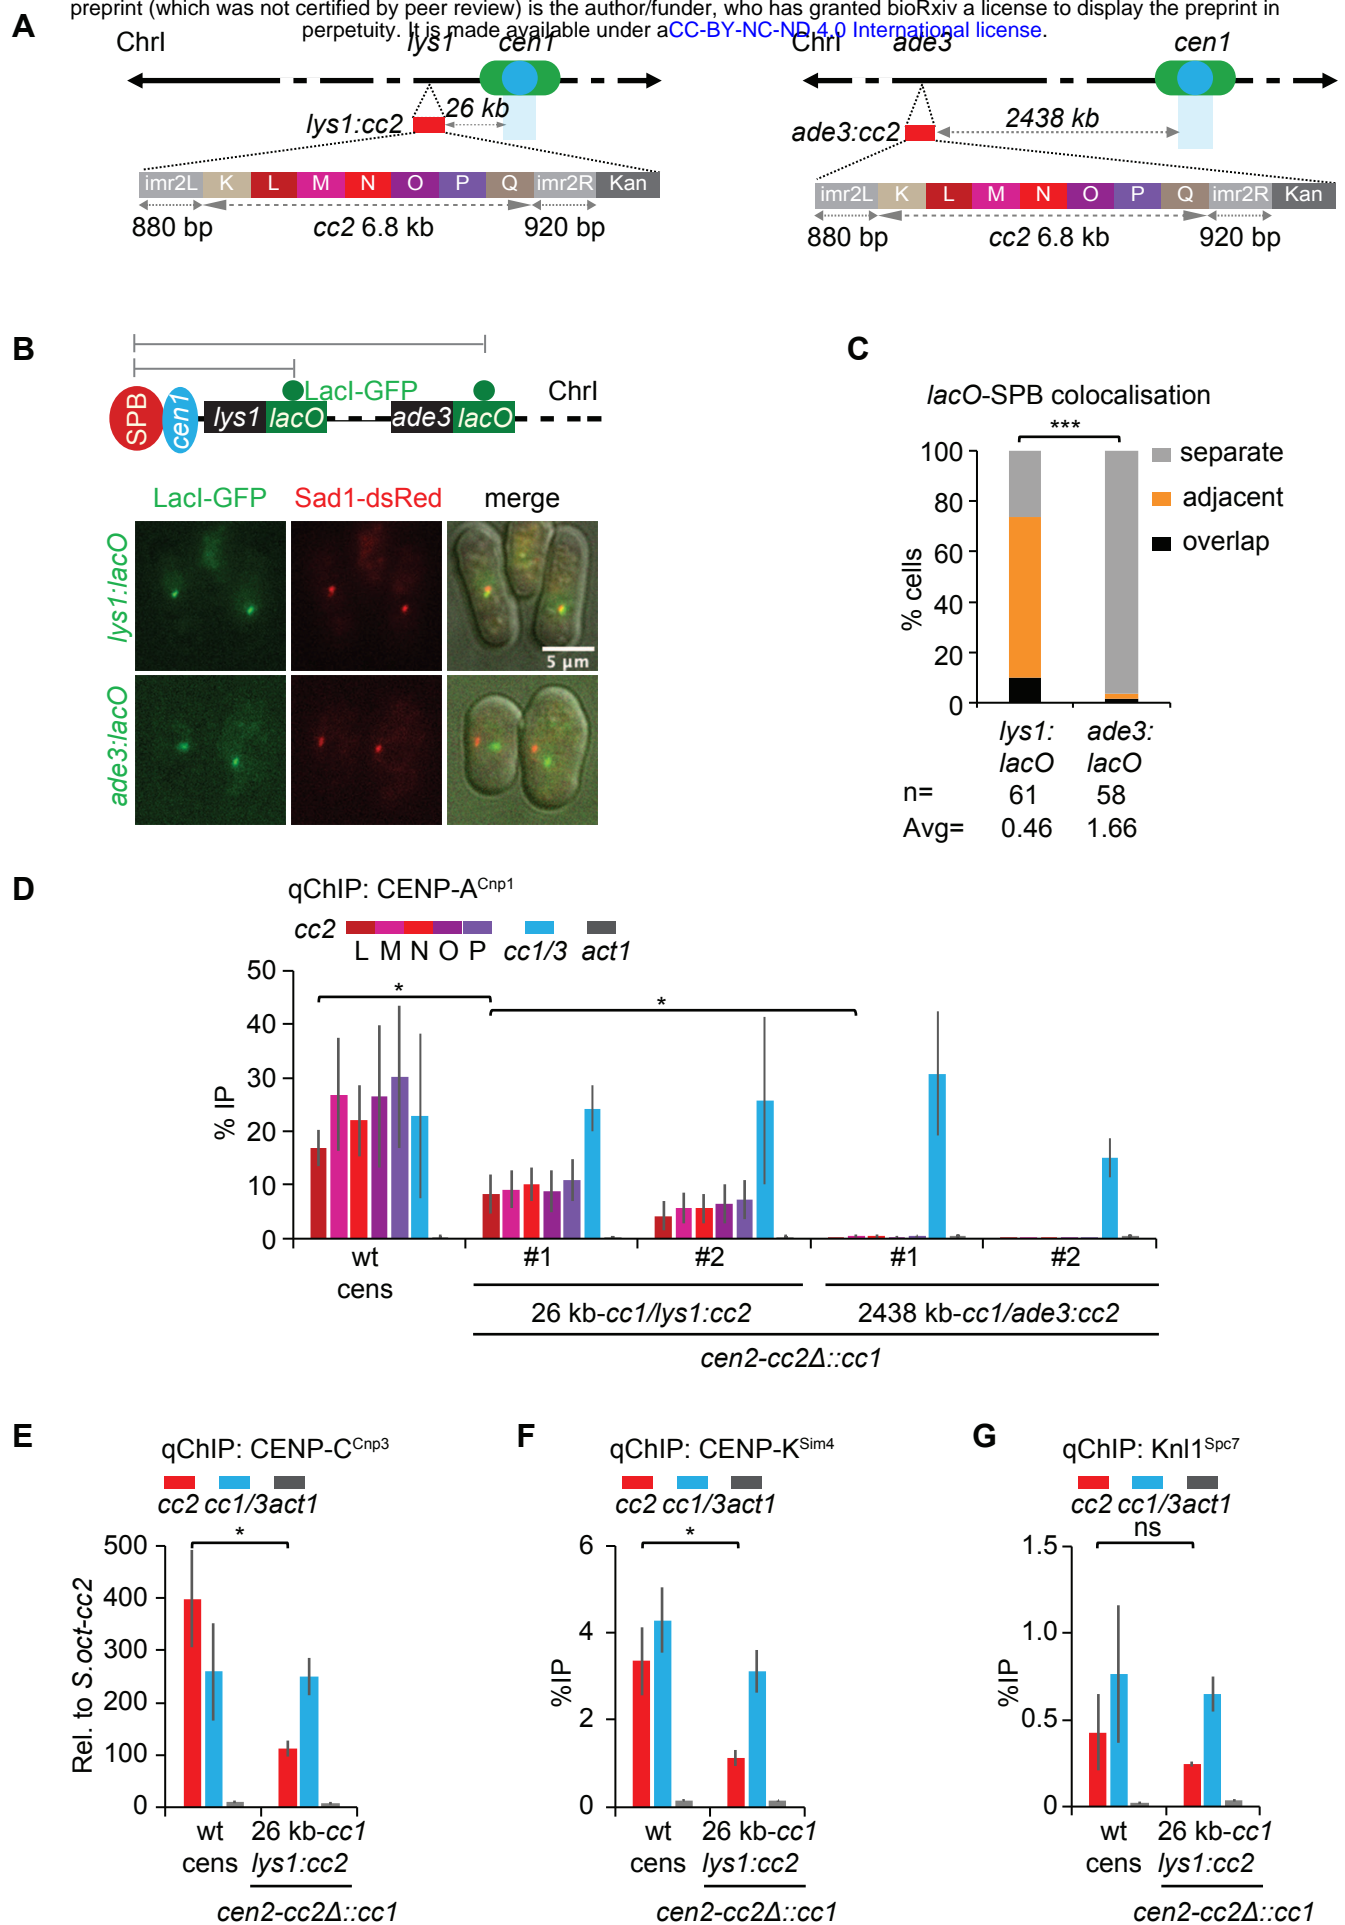 preprint (which was not certified by peer review) is the author/funder, who has granted bioRxiv a license to display the preprint in
perpetuity. It is made available under aCC-BY-NC-ND 4.0 International license.
A
ChrI lys1 cen1
26 kb
lys1:cc2
imr2L K L M N O P Q imr2R Kan
880 bp cc2 6.8 kb 920 bp
ChrI ade3 cen1
2438 kb
ade3:cc2
imr2L K L M N O P Q imr2R Kan
880 bp cc2 6.8 kb 920 bp
B
LacI-GFP ChrI
SPB cen1 lys1 lacO ade3 lacO
LacI-GFP Sad1-dsRed merge
lys1:lacO
5 µm
ade3:lacO
C
lacO-SPB colocalisation
***
100
80
60
40
20
0
% cells
separate
adjacent
overlap
lys1: ade3:
lacO lacO
n= 61 58
Avg= 0.46 1.66
D
qChIP: CENP-A^Cnp1
cc2 L M N O P cc1/3 act1
50
40
30
20
10
0
% IP
* *
wt #1 #2 #1 #2
cens
26 kb-cc1/lys1:cc2 2438 kb-cc1/ade3:cc2
cen2-cc2Δ::cc1
E
qChIP: CENP-C^Cnp3
cc2 cc1/3 act1
*
500
400
300
200
100
0
Rel. to S.oct-cc2
wt 26 kb-cc1
cens lys1:cc2
cen2-cc2Δ::cc1
F
qChIP: CENP-K^Sim4
cc2 cc1/3 act1
*
6
4
2
0
%IP
wt 26 kb-cc1
cens lys1:cc2
cen2-cc2Δ::cc1
G
qChIP: Knl1^Spc7
cc2 cc1/3 act1
ns
1.5
1.0
0.5
0
%IP
wt 26 kb-cc1
cens lys1:cc2
cen2-cc2Δ::cc1